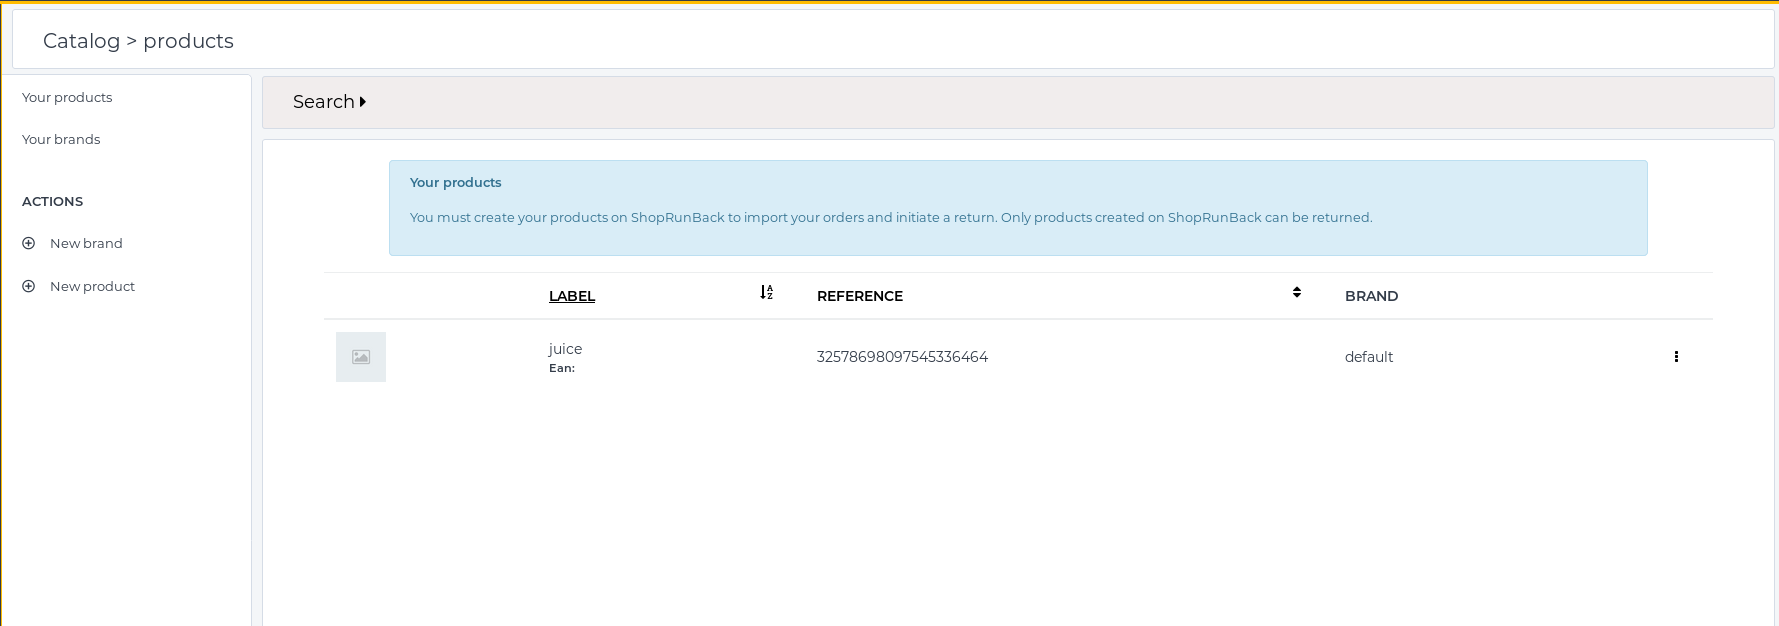 Catalog > products
Your products
Your brands
ACTIONS
New brand
New product
Search
Your products
You must create your products on ShopRunBack to import your orders and initiate a return. Only products created on ShopRunBack can be returned.
LABEL REFERENCE BRAND
juice 32578698097545336464 default
Ean: